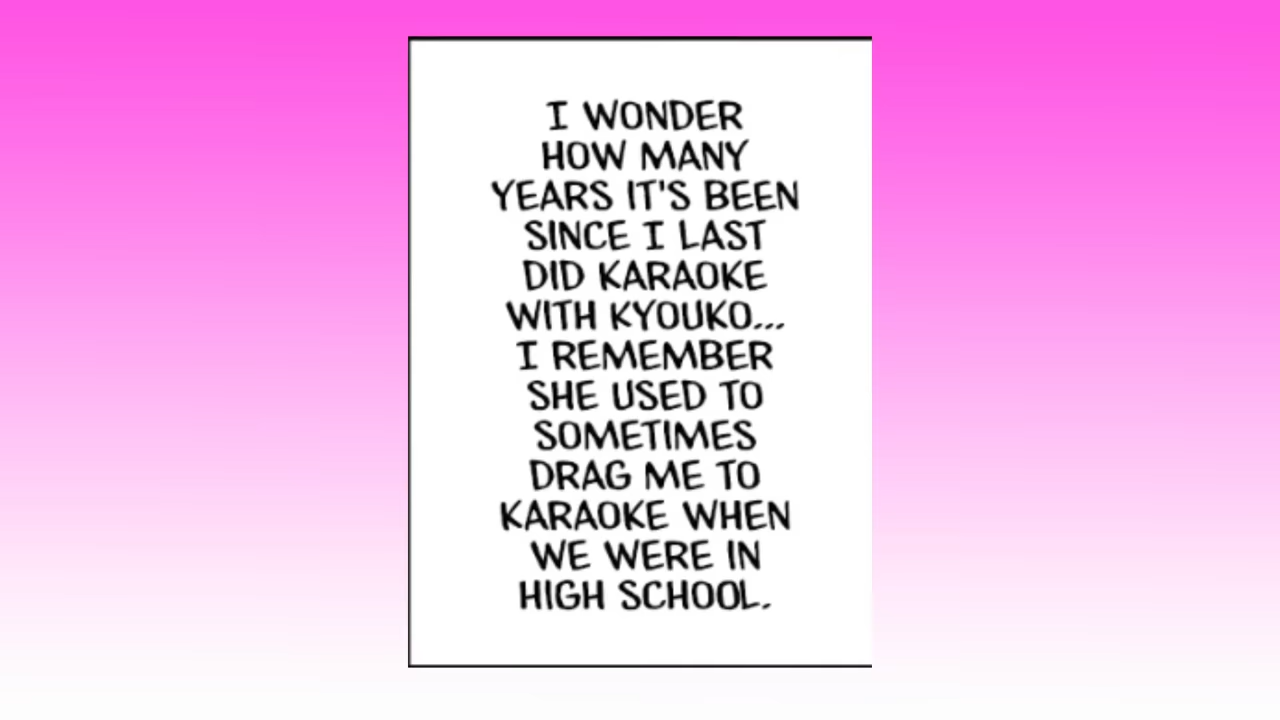 I WONDER
HOW MANY
YEARS IT'S BEEN
SINCE I LAST
DID KARAOKE
WITH KYOUKO...
I REMEMBER
SHE USED TO
SOMETIMES
DRAG ME TO
KARAOKE WHEN
WE WERE IN
HIGH SCHOOL.